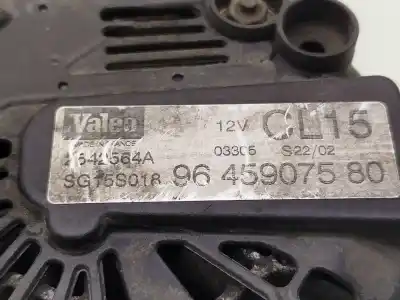 Valeo 12V CL15
MADE IN FRANCE
2542564A 03305 S22/02
SG15S018 96 459075 80